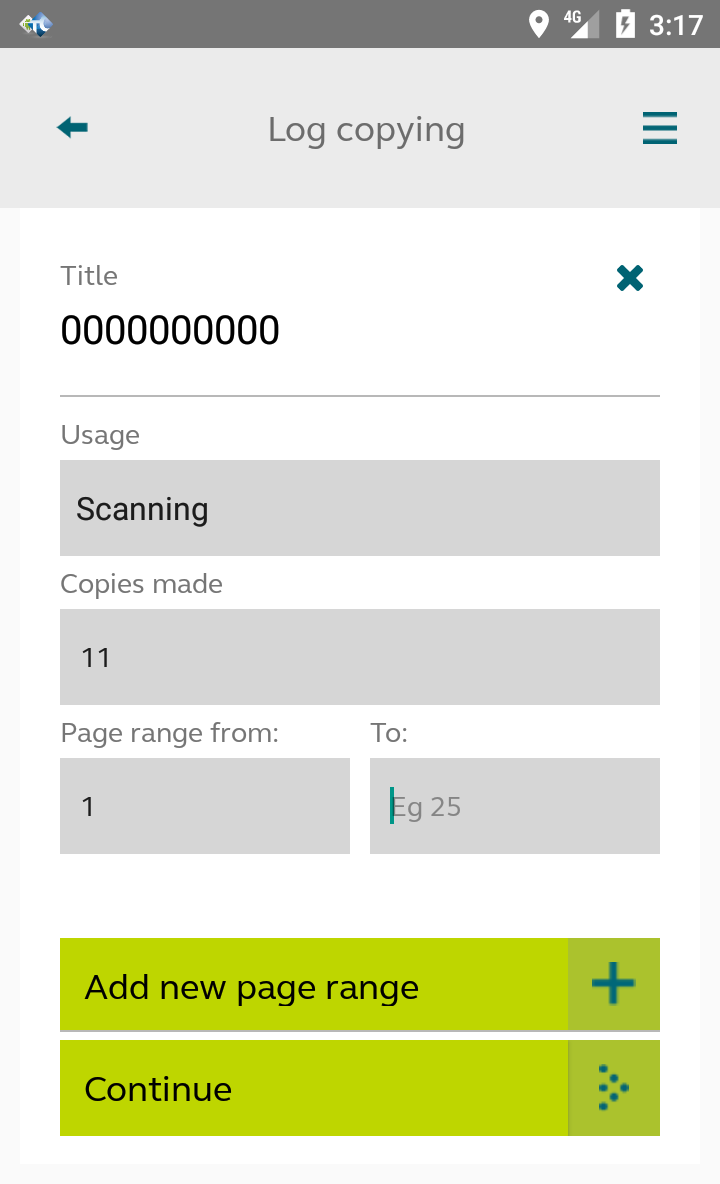 4G 3:17
Log copying
Title
0000000000
Usage
Scanning
Copies made
11
Page range from: To:
1 Eg 25
Add new page range
Continue